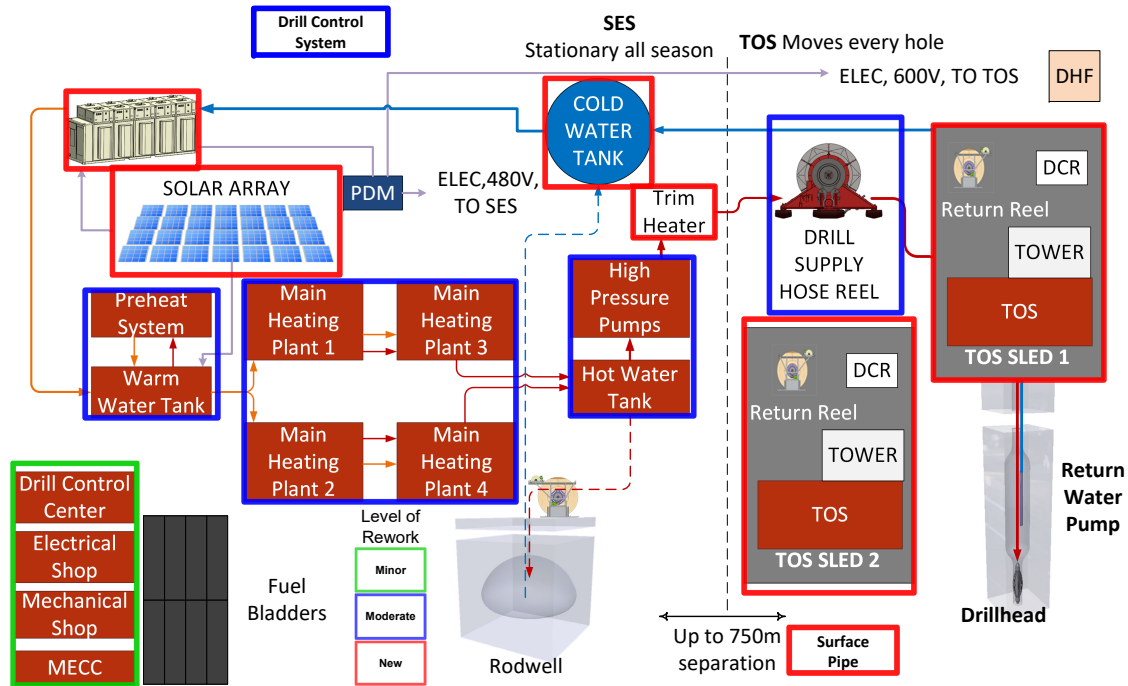 Drill Control
System
SES
Stationary all season
TOS Moves every hole
ELEC, 600V, TO TOS
DHF
COLD
WATER
TANK
SOLAR ARRAY
PDM
ELEC,480V,
TO SES
Trim
Heater
DRILL
SUPPLY
HOSE REEL
DCR
Return Reel
TOWER
TOS
TOS SLED 1
Preheat
System
Warm
Water Tank
Main
Heating
Plant 1
Main
Heating
Plant 3
Main
Heating
Plant 2
Main
Heating
Plant 4
High
Pressure
Pumps
Hot Water
Tank
DCR
Return Reel
TOWER
TOS
TOS SLED 2
Return
Water
Pump
Drillhead
Drill Control
Center
Electrical
Shop
Mechanical
Shop
MECC
Fuel
Bladders
Level of
Rework
Minor
Moderate
New
Rodwell
Up to 750m
separation
Surface
Pipe